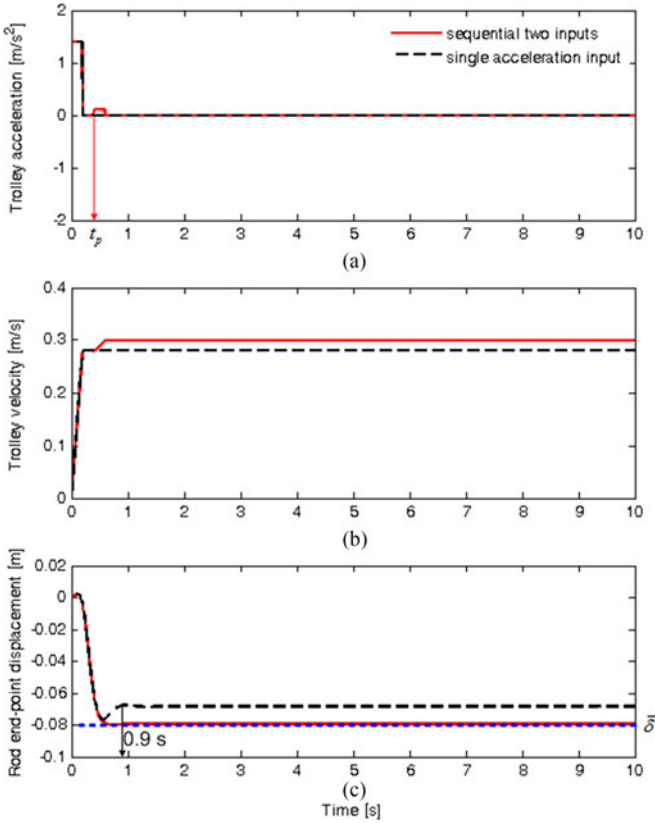 Trolley acceleration [m/s²]
2
1
0
-1
-2
sequential two inputs
single acceleration input
0 1 2 3 4 5 6 7 8 9 10
tₚ
(a)
Trolley velocity [m/s]
0.4
0.3
0.2
0.1
0
0 1 2 3 4 5 6 7 8 9 10
(b)
Rod end-point displacement [m]
0.02
0
-0.02
-0.04
-0.06
-0.08
-0.1
0.9 s
δ̄
0 1 2 3 4 5 6 7 8 9 10
(c)
Time [s]